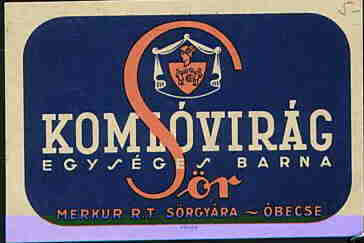 KOMLÓVIRÁG
EGYSÉGES BARNA
Sör
MERKUR R.T. SÖRGYÁRA ~ ÓBECSE